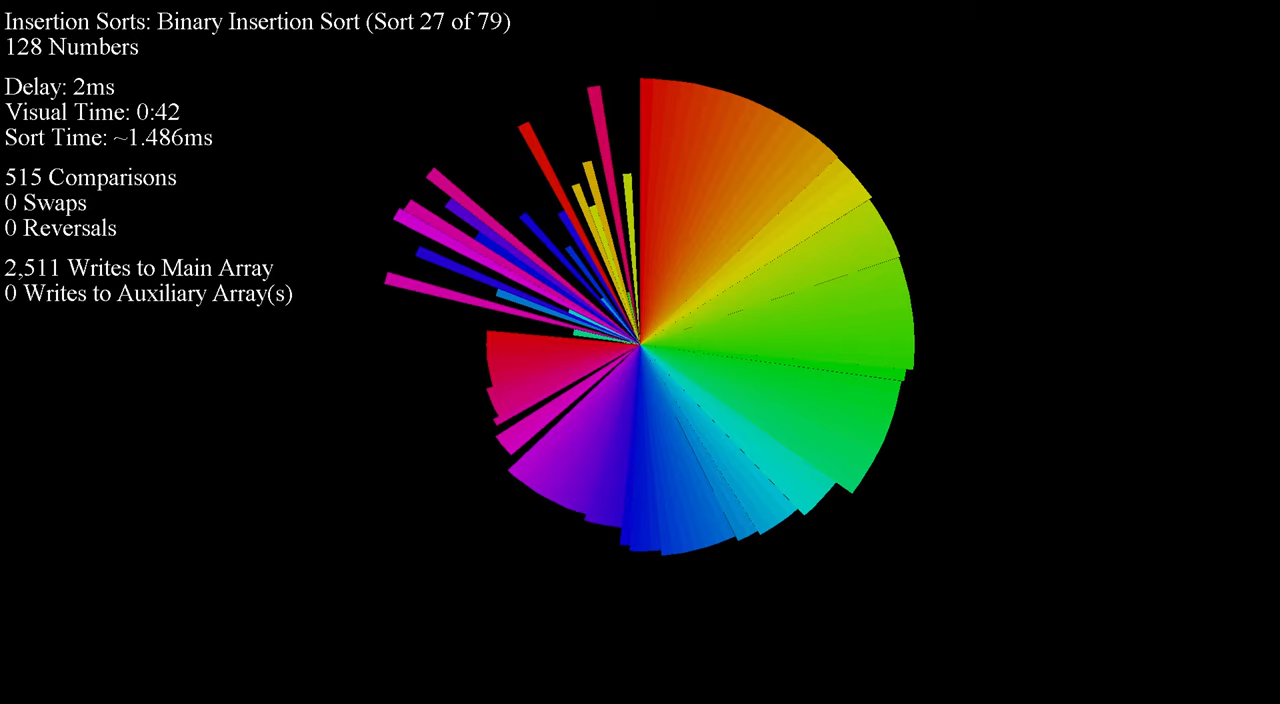 Insertion Sorts: Binary Insertion Sort (Sort 27 of 79)
128 Numbers
Delay: 2ms
Visual Time: 0:42
Sort Time: ~1.486ms
515 Comparisons
0 Swaps
0 Reversals
2,511 Writes to Main Array
0 Writes to Auxiliary Array(s)